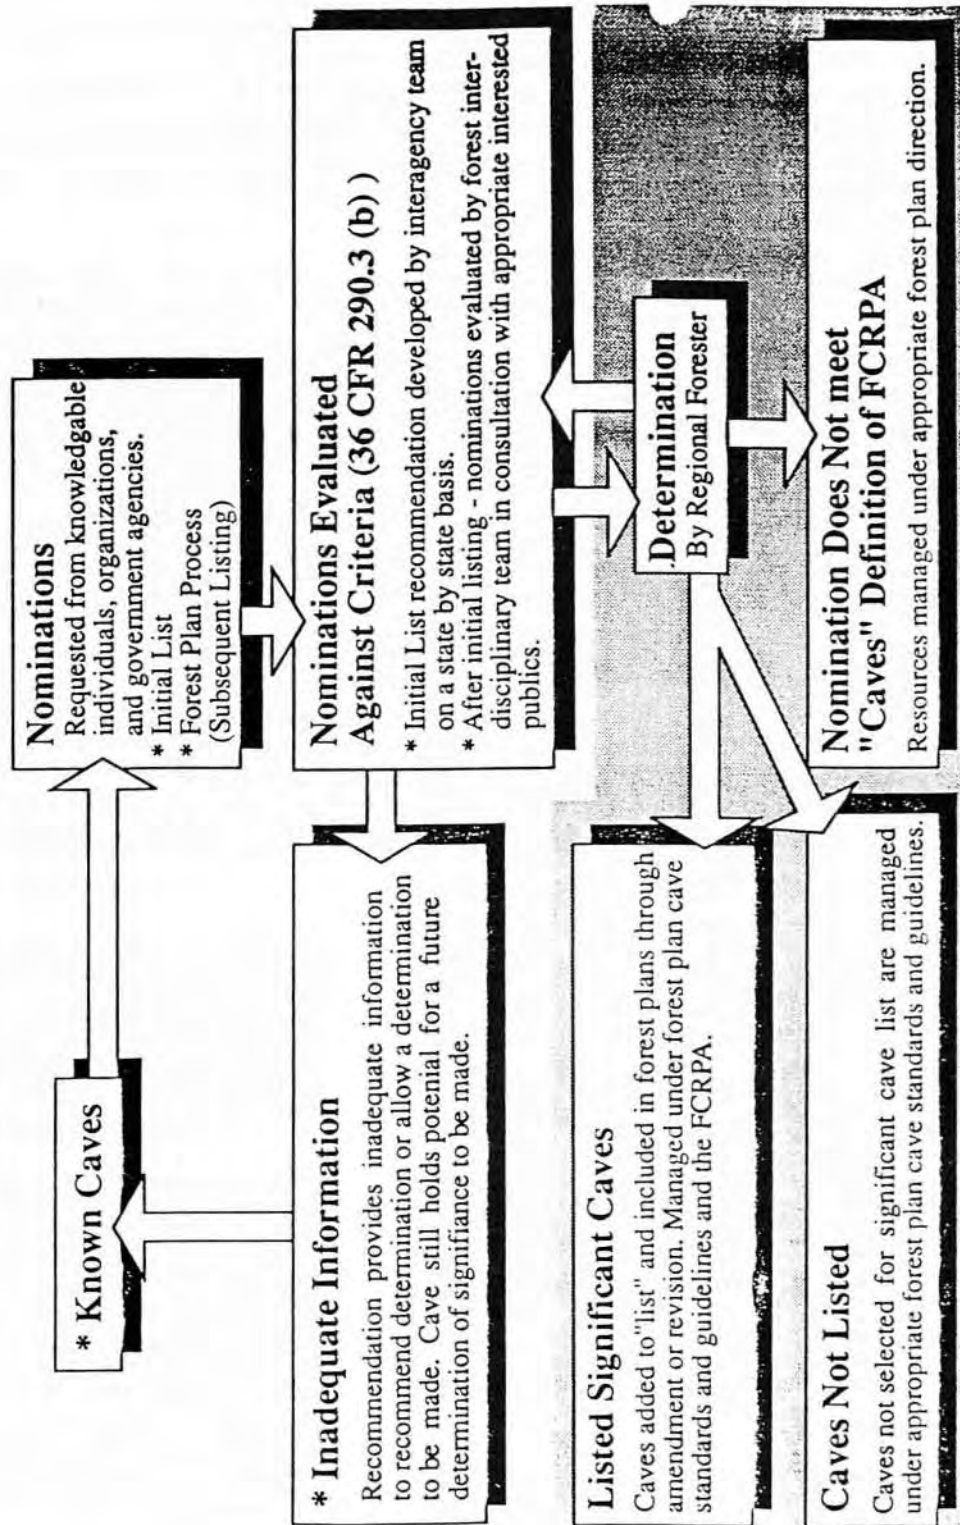 * Known Caves
Nominations
Requested from knowledgable
individuals, organizations,
and government agencies.
* Initial List
* Forest Plan Process
(Subsequent Listing)
* Inadequate Information
Recommendation provides inadequate information
to recommend determination or allow a determination
to be made. Cave still holds potential for a future
determination of significance to be made.
Nominations Evaluated
Against Criteria (36 CFR 290.3 (b) )
* Initial List recommendation developed by interagency team
on a state by state basis.
* After initial listing - nominations evaluated by forest inter-
disciplinary team in consultation with appropriate interested
publics.
Determination
By Regional Forester
Listed Significant Caves
Caves added to "list" and included in forest plans through
amendment or revision. Managed under forest plan cave
standards and guidelines and the FCRPA.
Caves Not Listed
Caves not selected for significant cave list are managed
under appropriate forest plan cave standards and guidelines.
Nomination Does Not meet
"Caves" Definition of FCRPA
Resources managed under appropriate forest plan direction.